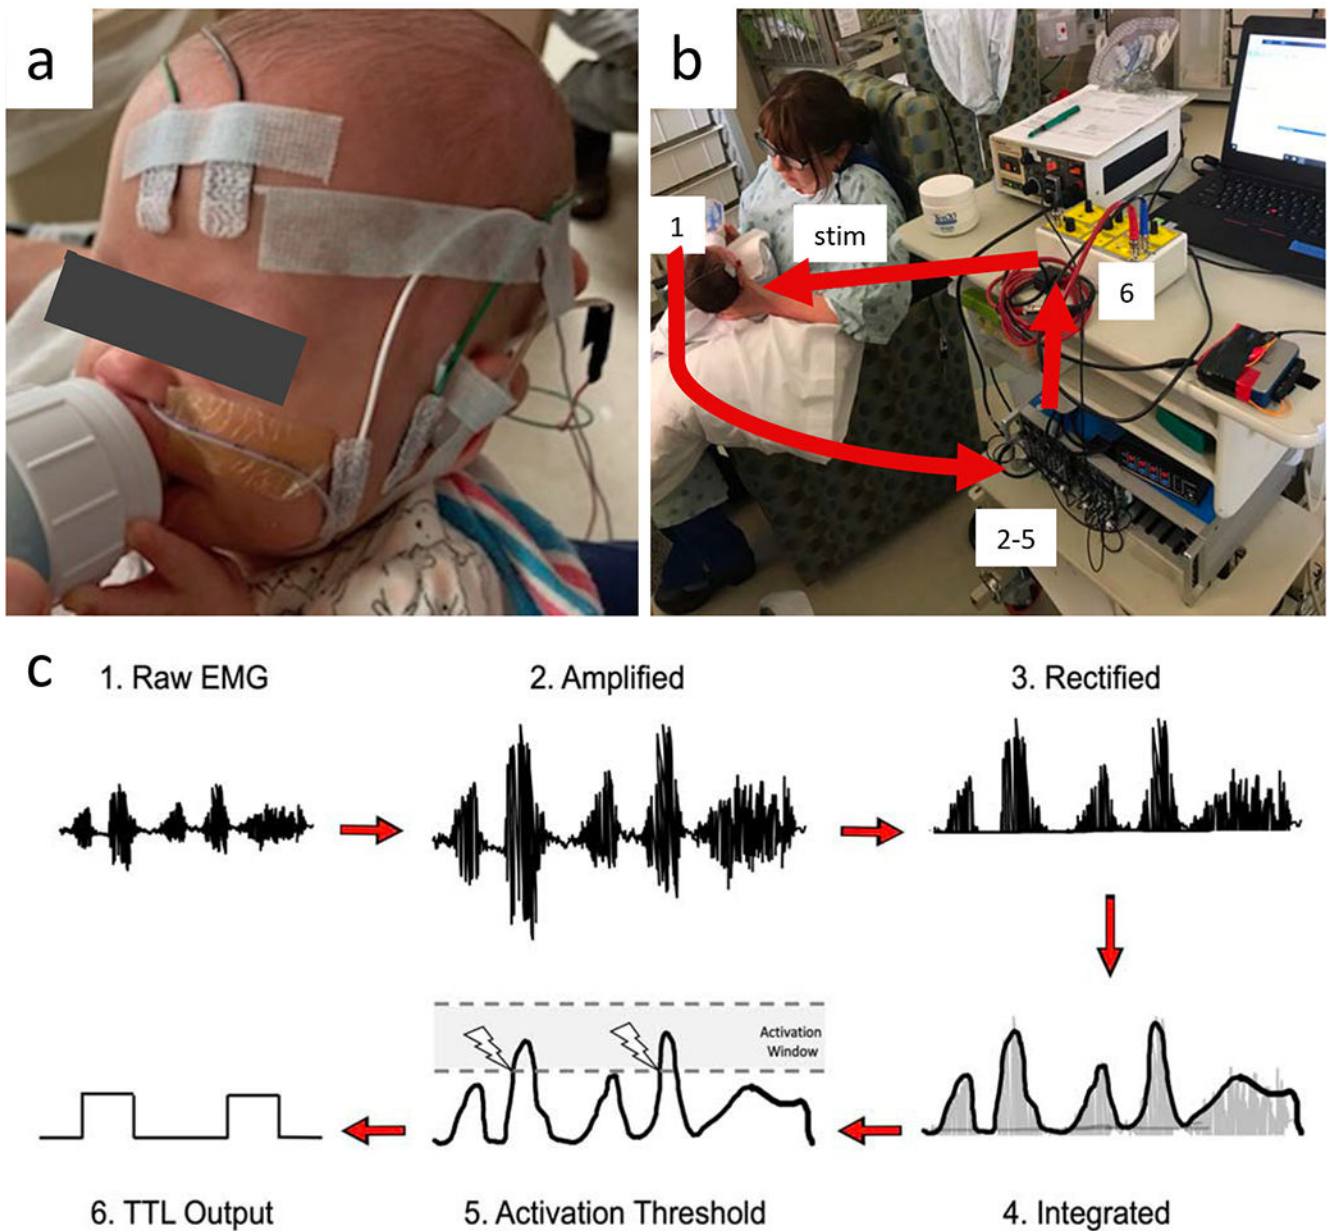 a
b
1
stim
6
2-5
c
1. Raw EMG
2. Amplified
3. Rectified
Activation
Window
6. TTL Output
5. Activation Threshold
4. Integrated